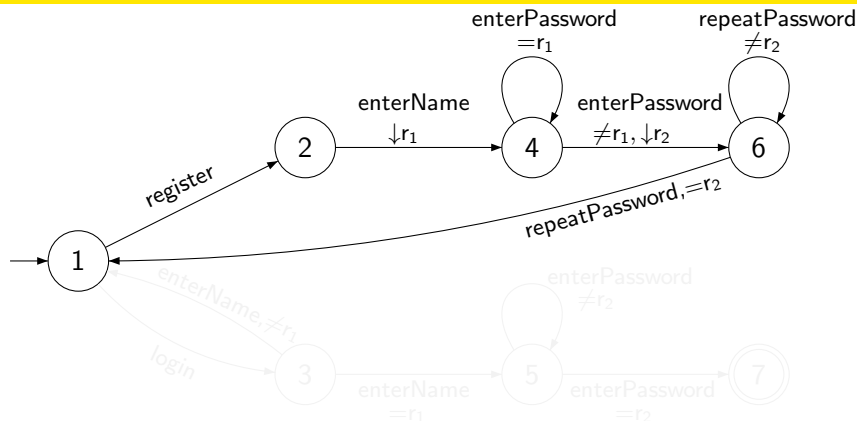 enterPassword
=r₁
repeatPassword
≠r₂
enterName
↓r₁
enterPassword
≠r₁, ↓r₂
2
4
6
register
repeatPassword,=r₂
1
enterName,≠r₁
login
enterPassword
≠r₂
3
5
7
enterName
=r₁
enterPassword
=r₂